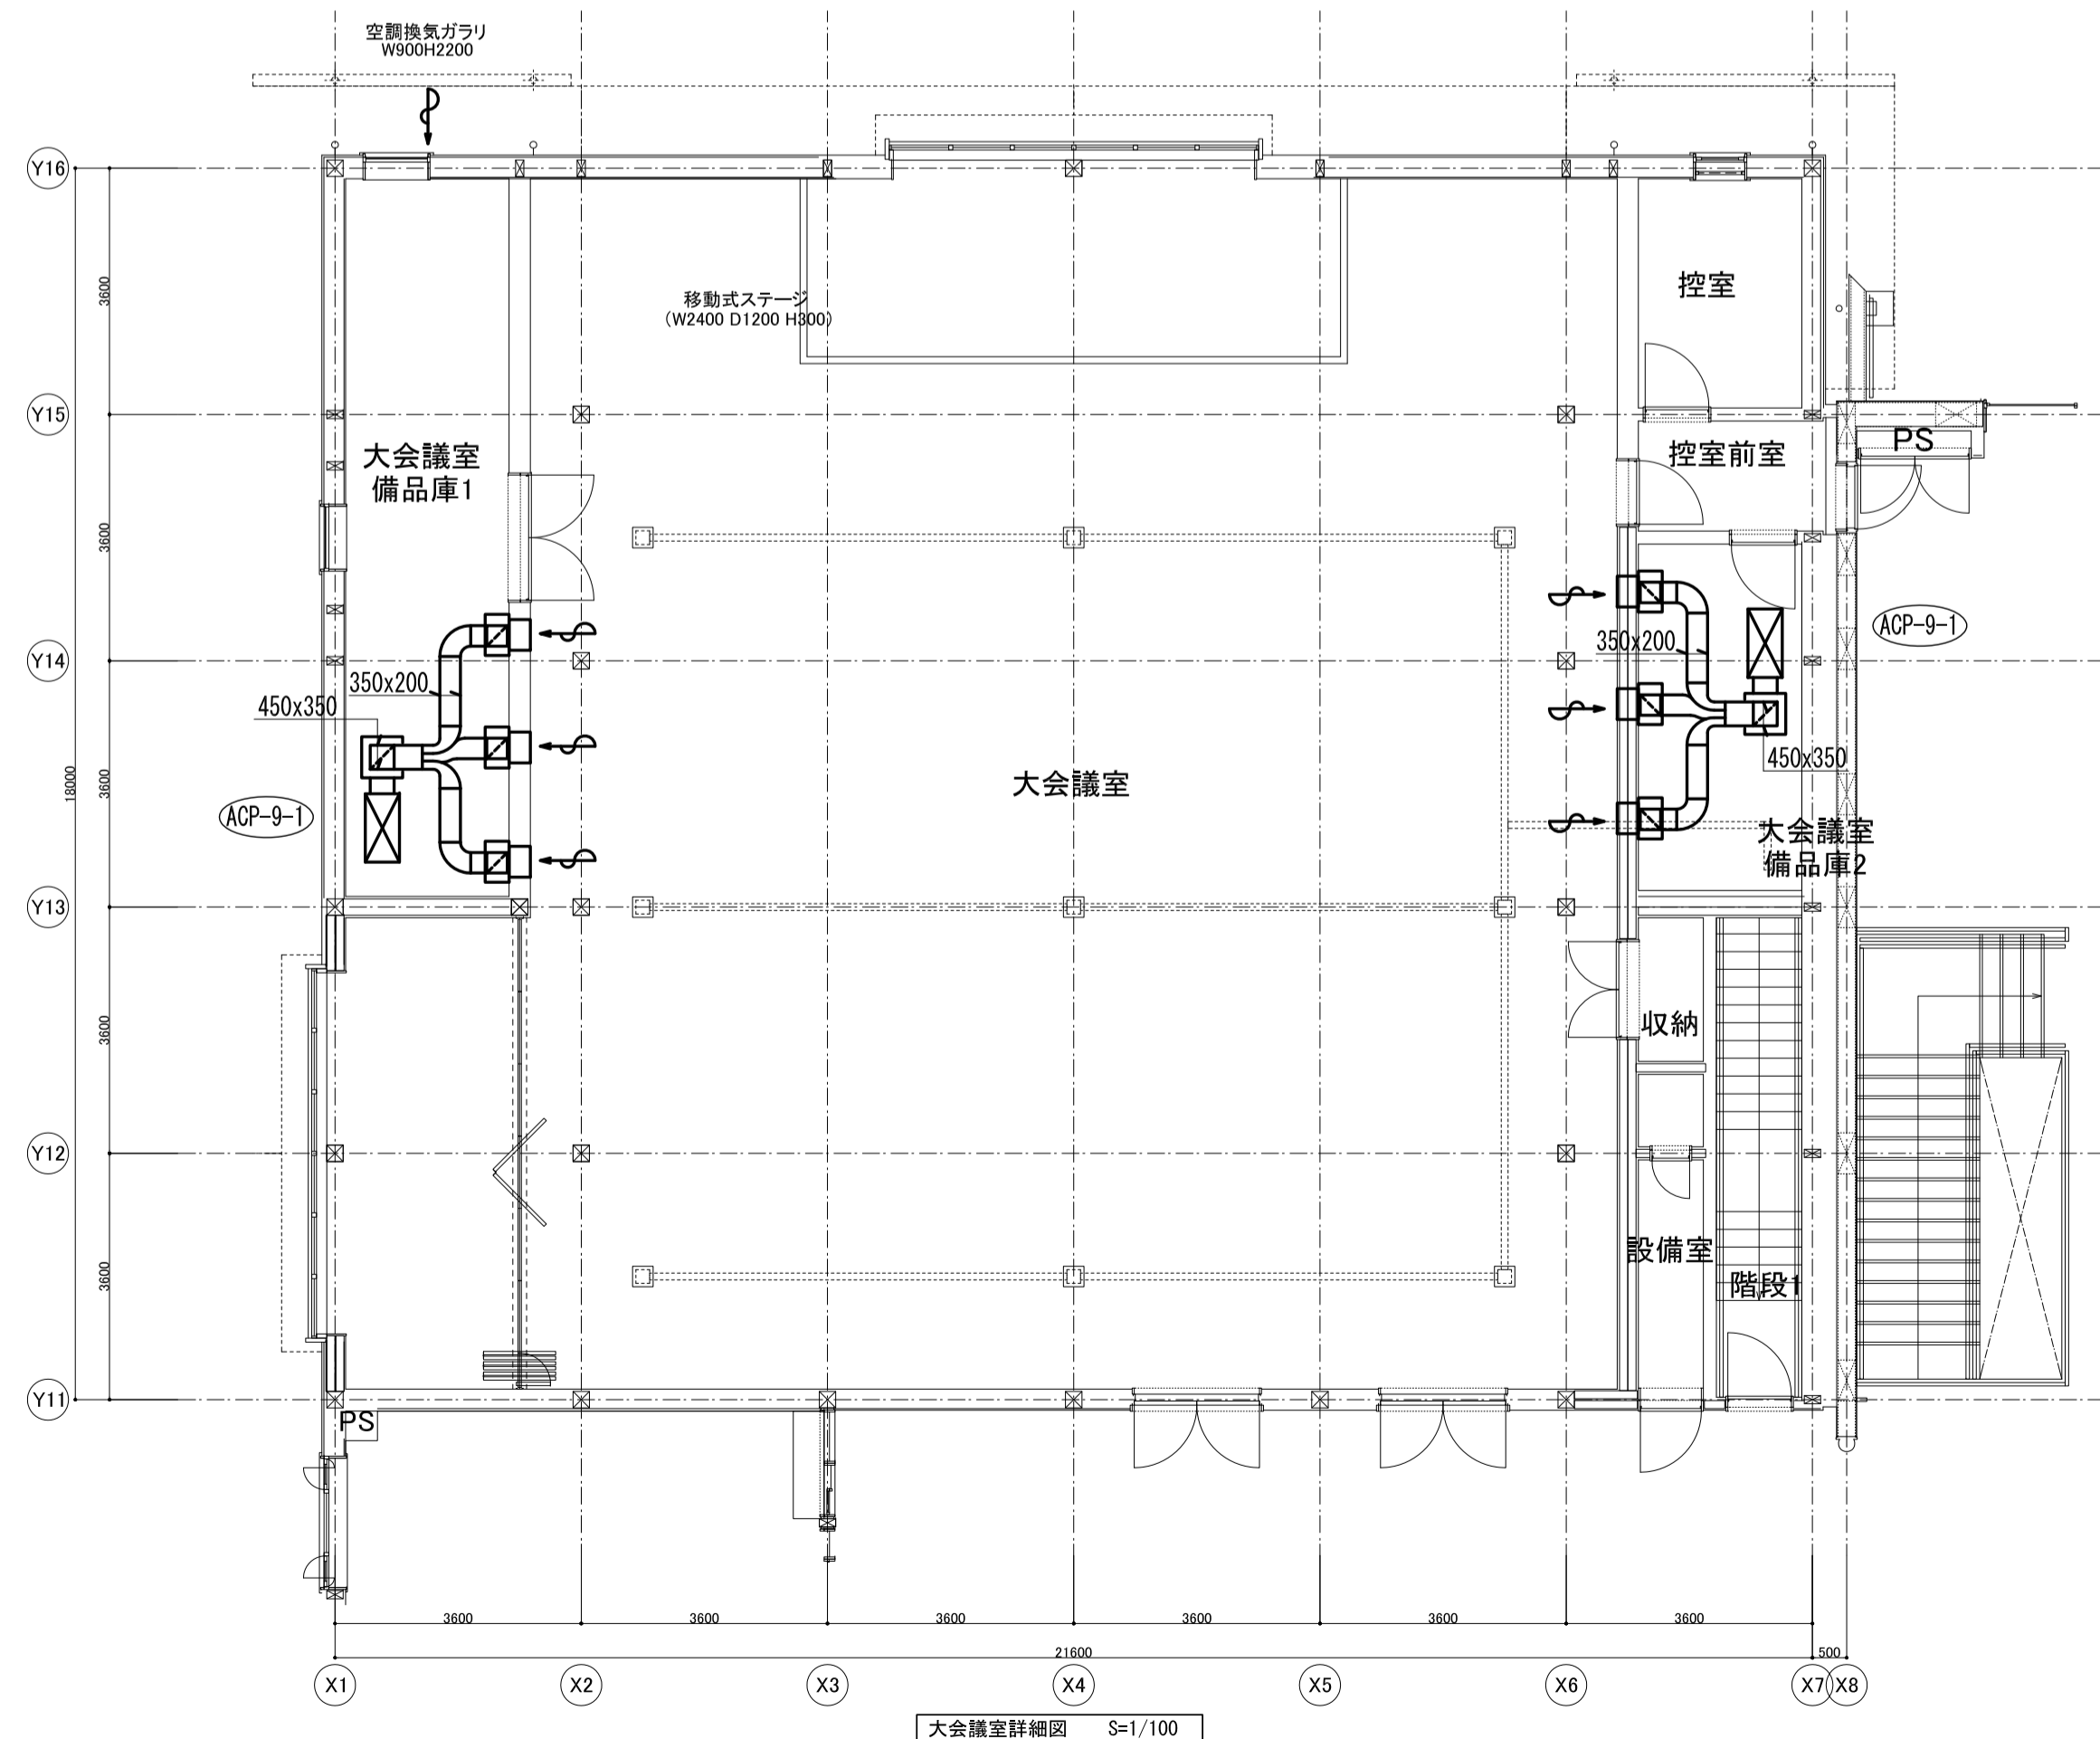 空調換気ガラリ
W900H2200
Y16
3600
控室
移動式ステージ
(W2400 D1200 H300)
Y15
PS
大会議室
備品庫1
控室前室
3600
ACP-9-1
350x200
Y14
350x200
450x350
450x350
18000
3600
大会議室
ACP-9-1
大会議室
備品庫2
Y13
3600
収納
Y12
設備室
3600
階段1
Y11
PS
3600
3600
3600
3600
3600
3600
21600
500
X1
X2
X3
X4
X5
X6
X7
X8
大会議室詳細図 S=1/100